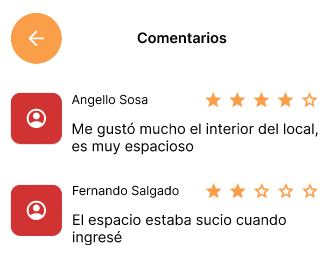 Comentarios
Angello Sosa
Me gustó mucho el interior del local,
es muy espacioso
Fernando Salgado
El espacio estaba sucio cuando
ingresé